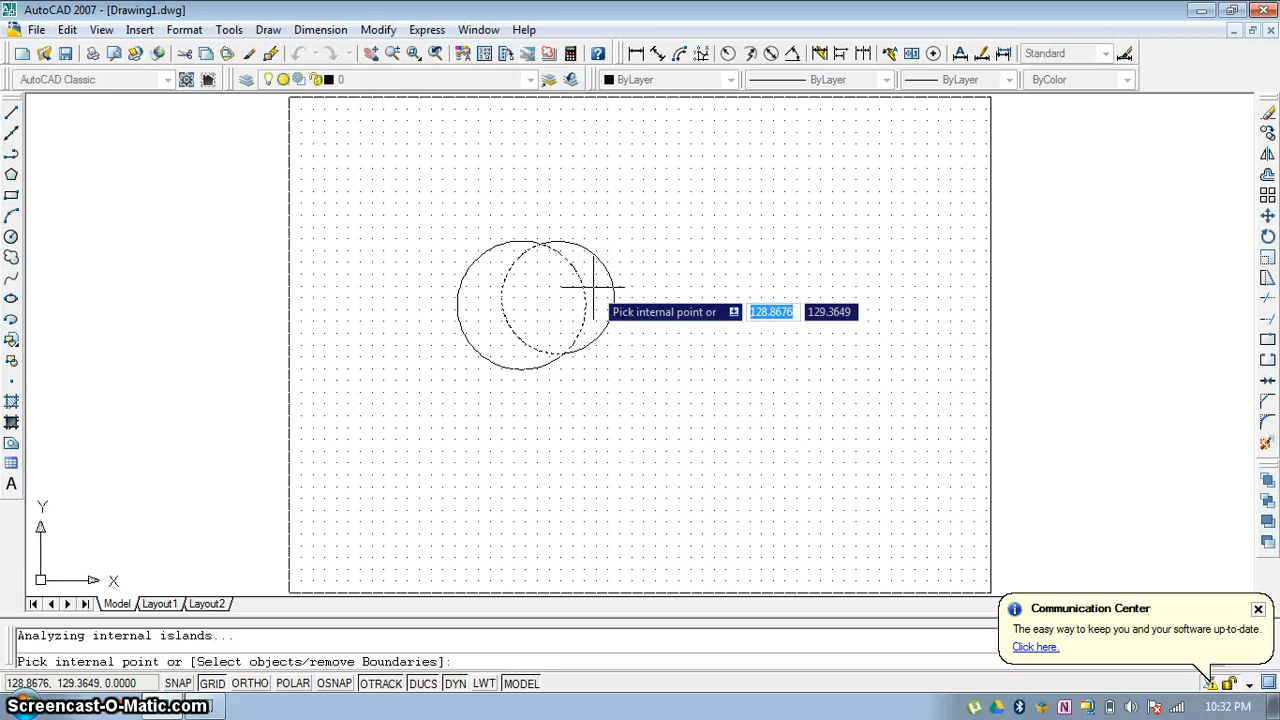 AutoCAD 2007 - [Drawing1.dwg]
File Edit View Insert Format Tools Draw Dimension Modify Express Window Help
Standard
AutoCAD Classic 0 ByLayer ByLayer ByLayer ByColor
Pick internal point or 128.8676 129.3649
Y
X
Model Layout1 Layout2
Communication Center
The easy way to keep you and your software up-to-date.
Click here.
Analyzing internal islands...
Pick internal point or [Select objects/remove Boundaries]:
128.8676, 129.3649, 0.0000 SNAP GRID ORTHO POLAR OSNAP OTRACK DUCS DYN LWT MODEL
Screencast-O-Matic.com
10:32 PM